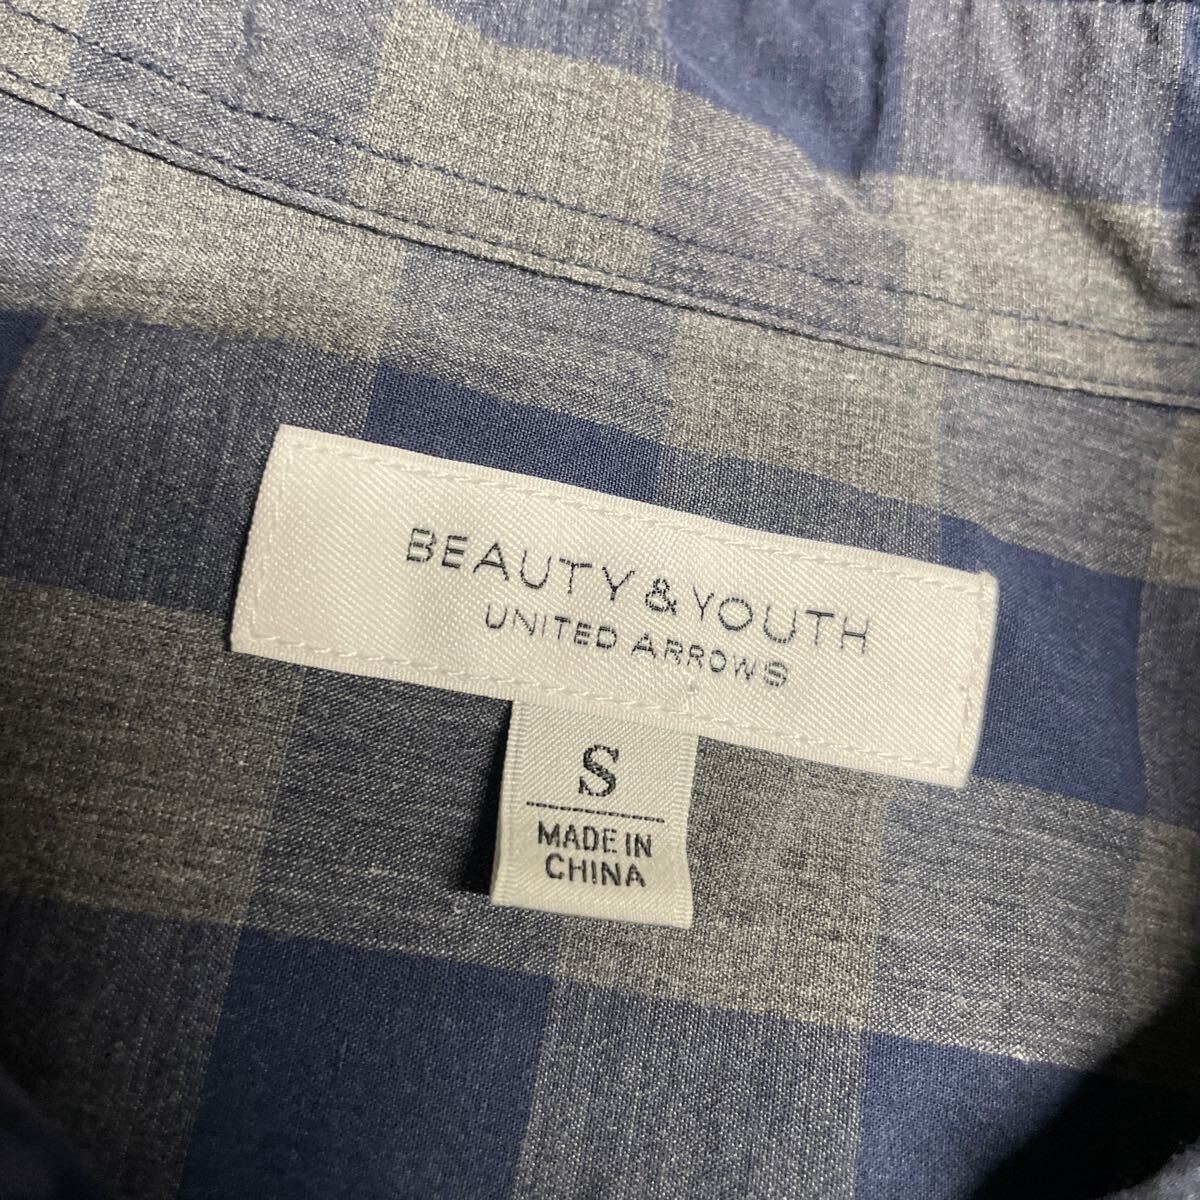 BEAUTY & YOUTH
UNITED ARROWS
S
MADE IN
CHINA